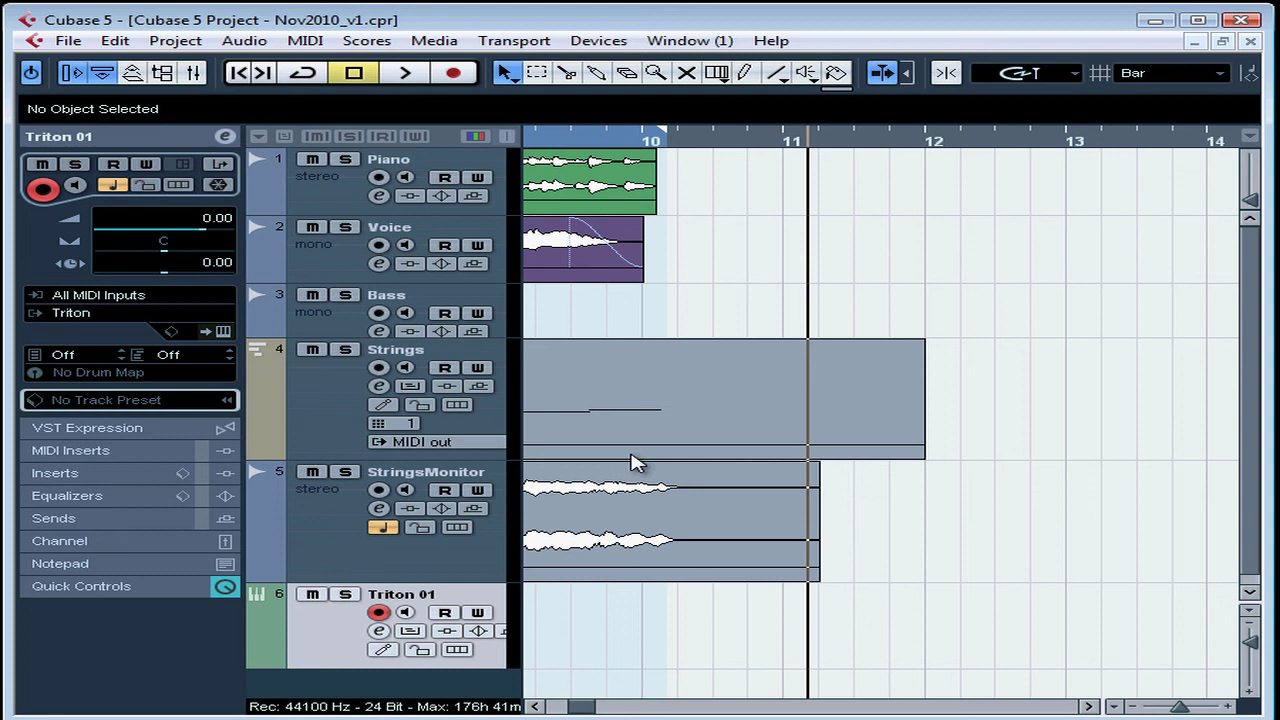 Cubase 5 - [Cubase 5 Project - Nov2010_v1.cpr]
File Edit Project Audio MIDI Scores Media Transport Devices Window (1) Help
Bar
No Object Selected
Triton 01
10 11 12 13 14
m S R W
0.00
C
0.00
All MIDI Inputs
Triton
Off Off
No Drum Map
No Track Preset
VST Expression
MIDI Inserts
Inserts
Equalizers
Sends
Channel
Notepad
Quick Controls
1 m S Piano
stereo R W
e
2 m S Voice
mono R W
e
3 m S Bass
mono R W
e
4 m S Strings
R W
e
1
MIDI out
5 m S StringsMonitor
stereo R W
e
6 m S Triton 01
R W
e
Rec: 44100 Hz - 24 Bit - Max: 176h 41m